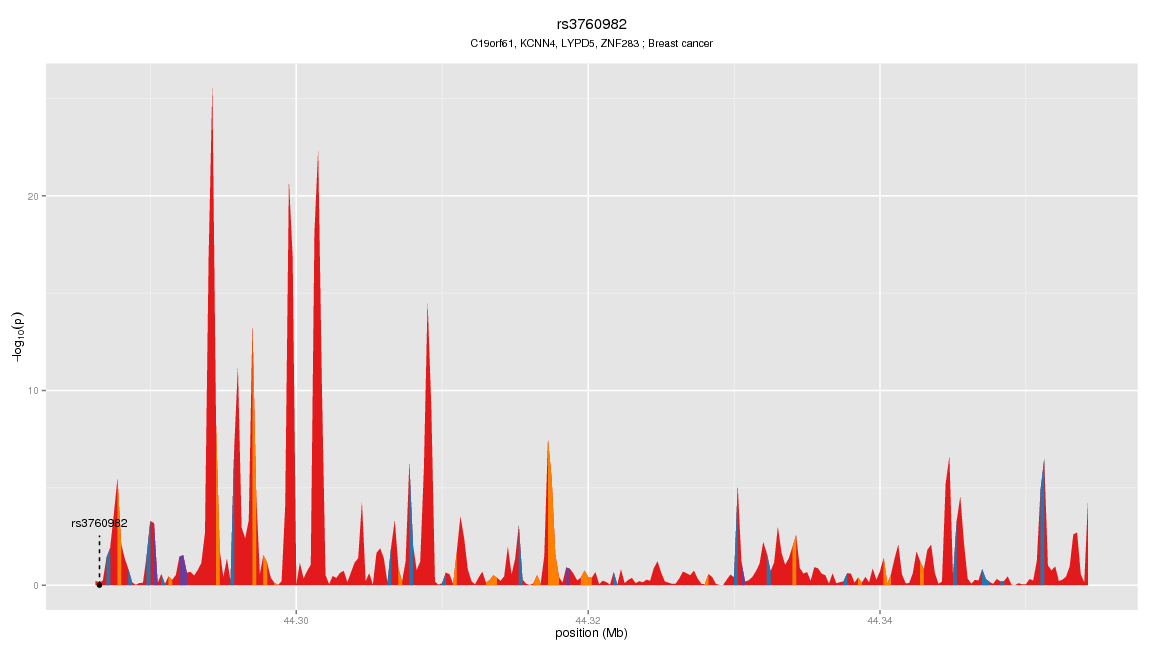 rs3760982
C19orf61, KCNN4, LYPD5, ZNF283 ; Breast cancer
−log10(p)
20
10
0
rs3760982
44.30
44.32
44.34
position (Mb)